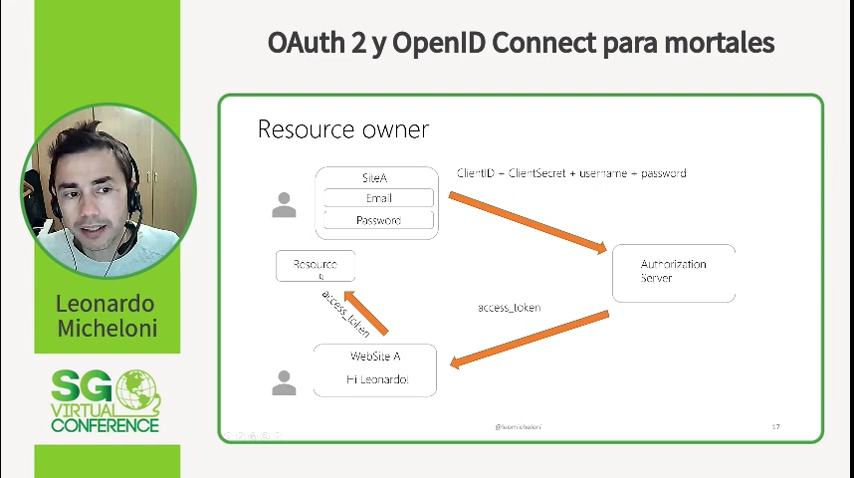 OAuth 2 y OpenID Connect para mortales
Resource owner
SiteA
Email
Password
ClientID + ClientSecret + username + password
Resource
Authorization
Server
access_token
access_token
WebSite A
Hi Leonardo!
@leomicheloni
17
Leonardo
Micheloni
SG
VIRTUAL
CONFERENCE